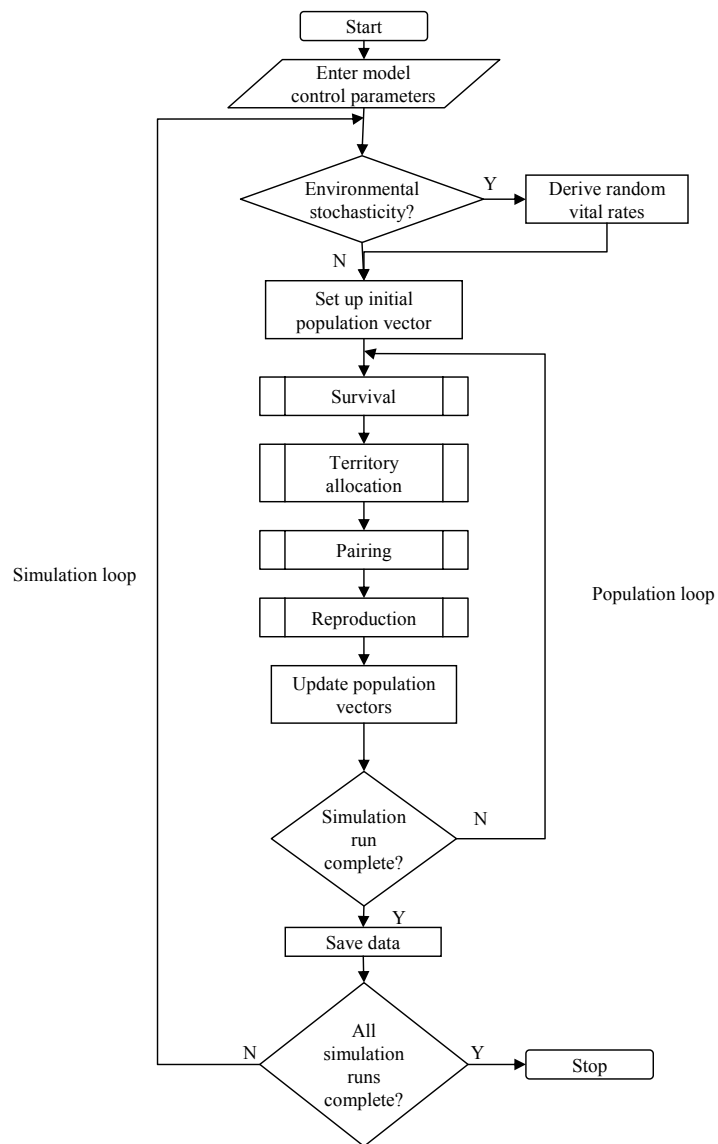 Start
Enter model
control parameters
Environmental
stochasticity?
Y
Derive random
vital rates
N
Set up initial
population vector
Survival
Territory
allocation
Pairing
Simulation loop
Population loop
Reproduction
Update population
vectors
Simulation
run
complete?
N
Y
Save data
All
simulation
runs
complete?
N
Y
Stop